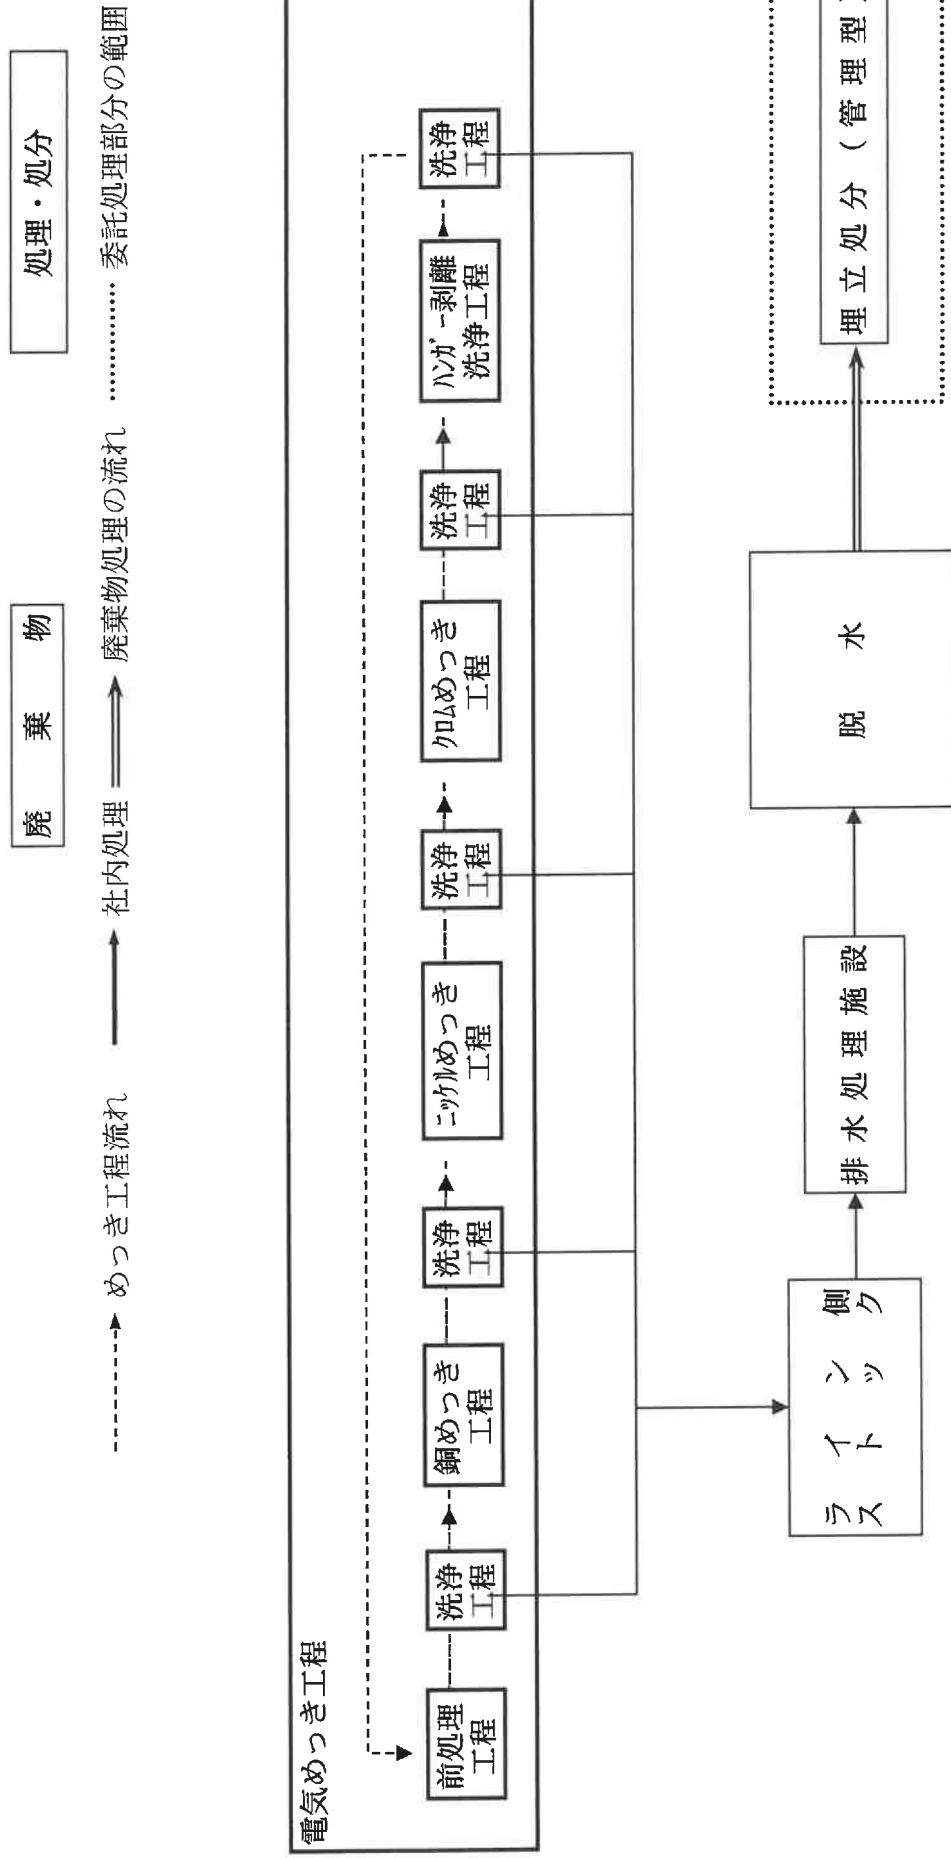 廃棄物
処理・処分
めっき工程流れ
社内処理
廃棄物処理の流れ
委託処理部分の範囲
電気めっき工程
前処理
工程
洗浄
工程
銅めっき
工程
洗浄
工程
ニッケルめっき
工程
洗浄
工程
クロムめっき
工程
洗浄
工程
ハンガー剥離
洗浄工程
洗浄
工程
ライン側
ストック
排水処理施設
脱水
埋立処分(管理型